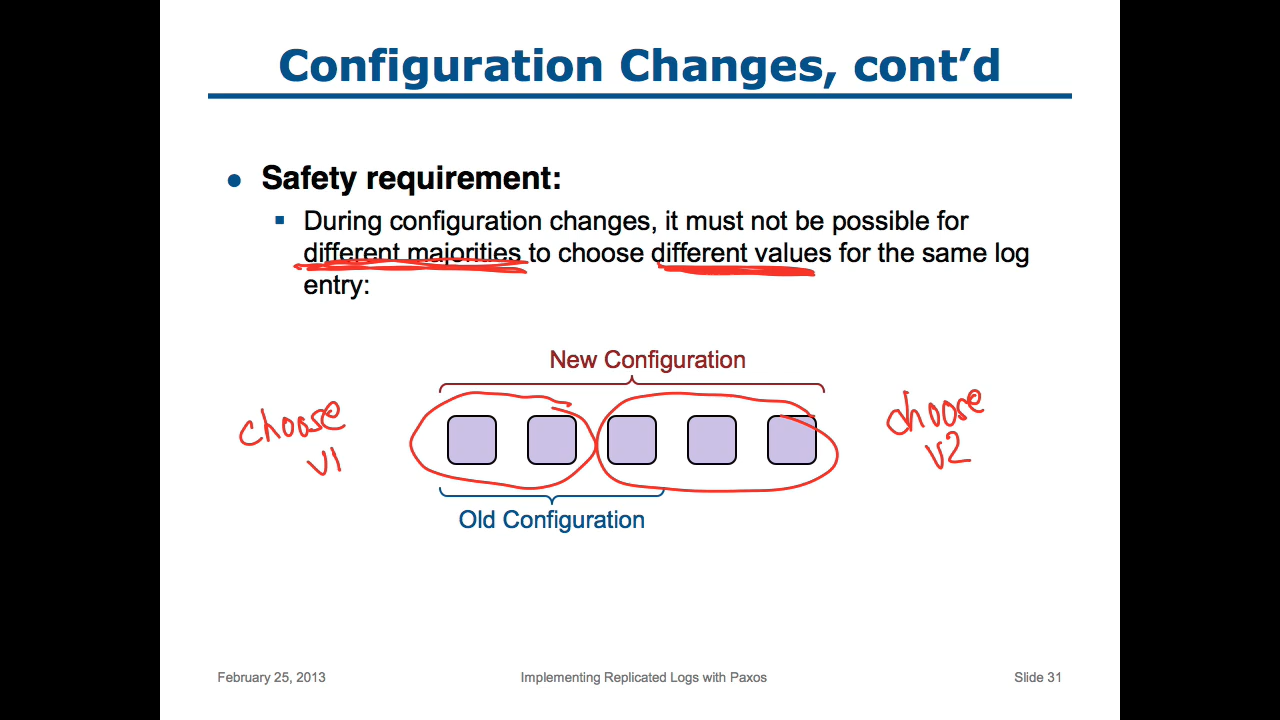 Configuration Changes, cont’d
Safety requirement:
During configuration changes, it must not be possible for
different majorities to choose different values for the same log
entry:
New Configuration
choose
v1
choose
v2
Old Configuration
February 25, 2013
Implementing Replicated Logs with Paxos
Slide 31